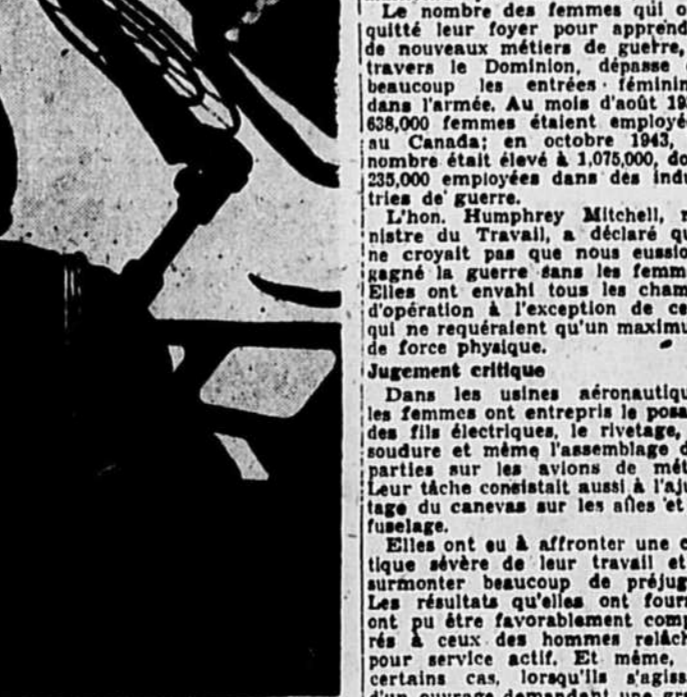 Le nombre des femmes qui o
quitté leur foyer pour apprend
de nouveaux métiers de guerre,
travers le Dominion, dépasse
beaucoup les entrées féminin
dans l'armée. Au mois d'août 19
638,000 femmes étaient employé
au Canada; en octobre 1943,
nombre était élevé à 1,075,000, do
235,000 employées dans des indu
tries de guerre.
L'hon. Humphrey Mitchell, m
nistre du Travail, a déclaré qu
ne croyait pas que nous eussio
gagné la guerre sans les femm
Elles ont envahi tous les cham
d'opération à l'exception de ce
qui ne requéraient qu'un maximu
de force physique.
Jugement critique
Dans les usines aéronautiqu
les femmes ont entrepris le posa
des fils électriques, le rivetage,
soudure et même l'assemblage d
parties sur les avions de mét
Leur tâche consistait aussi à l'aju
tage du canevas sur les ailes et
fuselage.
Elles ont eu à affronter une c
tique sévère de leur travail et
surmonter beaucoup de préjug
Les résultats qu'elles ont fourn
ont pu être favorablement comp
rés à ceux des hommes relâch
pour service actif. Et même,
certains cas, lorsqu'ils s'agiss
d'un ouvrage demandant une gr